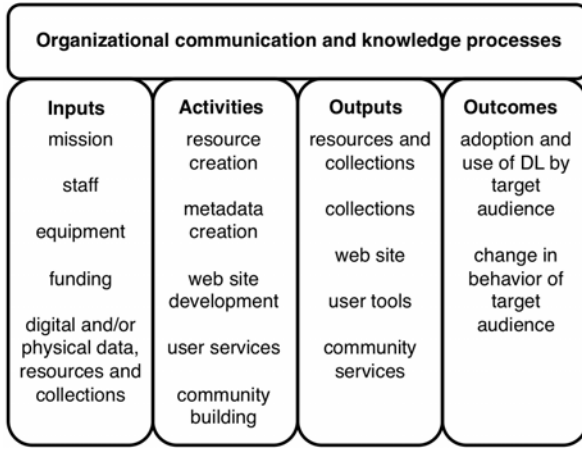 Organizational communication and knowledge processes
Inputs
mission
staff
equipment
funding
digital and/or
physical data,
resources and
collections
Activities
resource
creation
metadata
creation
web site
development
user services
community
building
Outputs
resources and
collections
collections
web site
user tools
community
services
Outcomes
adoption and
use of DL by
target
audience
change in
behavior of
target
audience